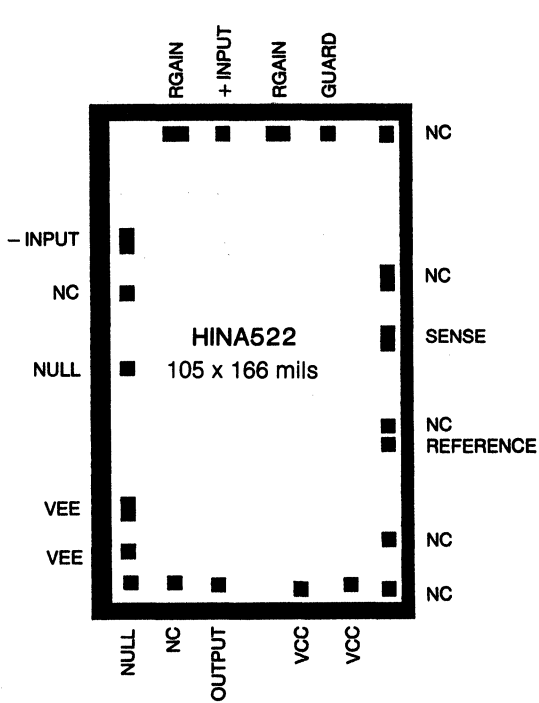 RGAIN
+ INPUT
RGAIN
GUARD
NC
– INPUT
NC
NC
HINA522
SENSE
NULL
105 x 166 mils
NC
REFERENCE
VEE
NC
VEE
NC
NULL
NC
OUTPUT
VCC
VCC